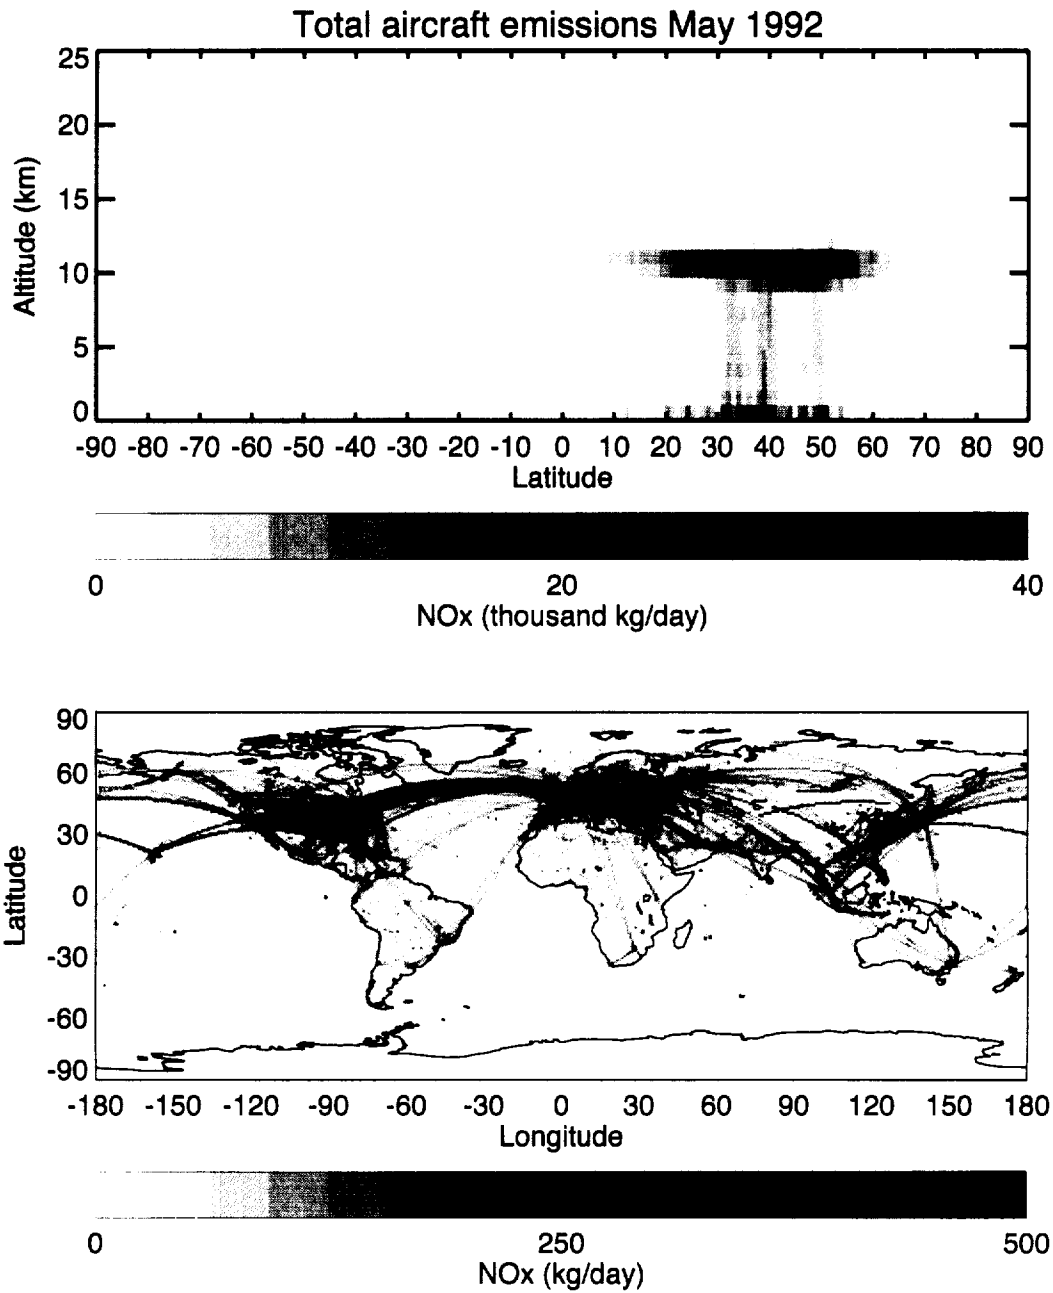 Total aircraft emissions May 1992
25
20
15
10
5
0
Altitude (km)
-90 -80 -70 -60 -50 -40 -30 -20 -10 0 10 20 30 40 50 60 70 80 90
Latitude
0 20 40
NOx (thousand kg/day)
90
60
30
0
-30
-60
-90
Latitude
-180 -150 -120 -90 -60 -30 0 30 60 90 120 150 180
Longitude
0 250 500
NOx (kg/day)